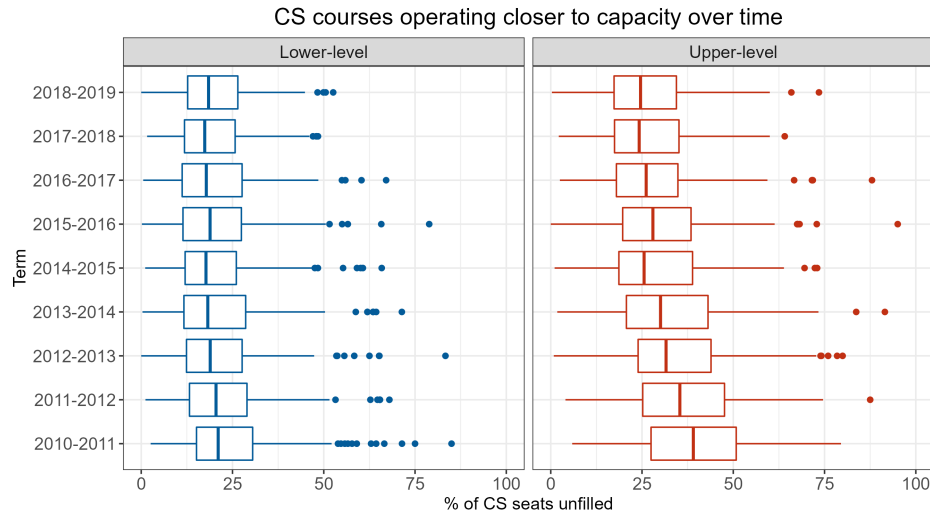 CS courses operating closer to capacity over time
Lower-level
Upper-level
Term
2018-2019
2017-2018
2016-2017
2015-2016
2014-2015
2013-2014
2012-2013
2011-2012
2010-2011
0 25 50 75 100
0 25 50 75 100
% of CS seats unfilled